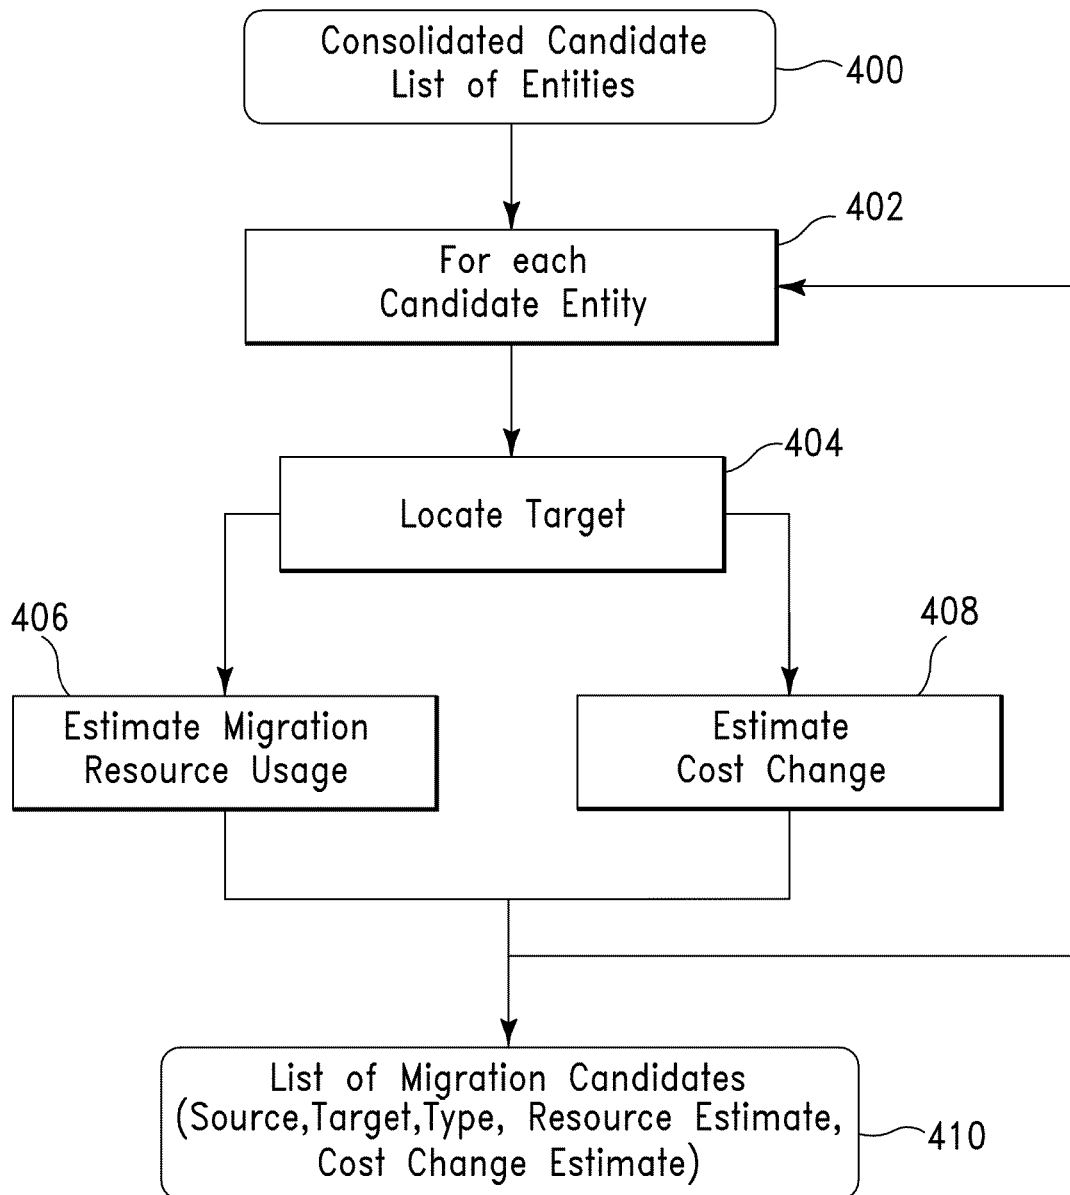 Consolidated Candidate
List of Entities
400
402
For each
Candidate Entity
404
Locate Target
406
408
Estimate Migration
Resource Usage
Estimate
Cost Change
List of Migration Candidates
(Source,Target,Type, Resource Estimate,
Cost Change Estimate)
410